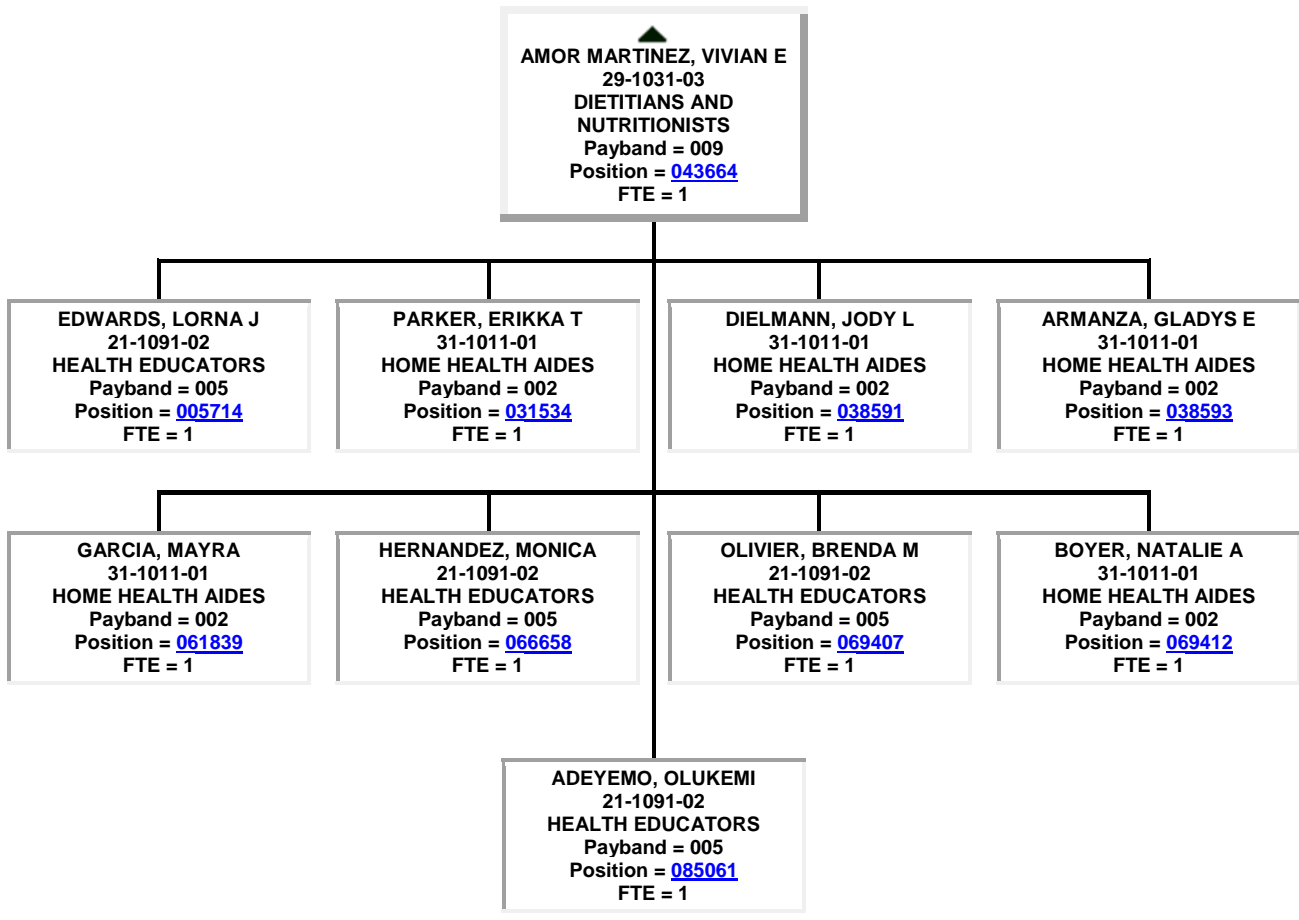 AMOR MARTINEZ, VIVIAN E
29-1031-03
DIETITIANS AND
NUTRITIONISTS
Payband = 009
Position = 043664
FTE = 1
EDWARDS, LORNA J
21-1091-02
HEALTH EDUCATORS
Payband = 005
Position = 005714
FTE = 1
PARKER, ERIKKA T
31-1011-01
HOME HEALTH AIDES
Payband = 002
Position = 031534
FTE = 1
DIELMANN, JODY L
31-1011-01
HOME HEALTH AIDES
Payband = 002
Position = 038591
FTE = 1
ARMANZA, GLADYS E
31-1011-01
HOME HEALTH AIDES
Payband = 002
Position = 038593
FTE = 1
GARCIA, MAYRA
31-1011-01
HOME HEALTH AIDES
Payband = 002
Position = 061839
FTE = 1
HERNANDEZ, MONICA
21-1091-02
HEALTH EDUCATORS
Payband = 005
Position = 066658
FTE = 1
OLIVIER, BRENDA M
21-1091-02
HEALTH EDUCATORS
Payband = 005
Position = 069407
FTE = 1
BOYER, NATALIE A
31-1011-01
HOME HEALTH AIDES
Payband = 002
Position = 069412
FTE = 1
ADEYEMO, OLUKEMI
21-1091-02
HEALTH EDUCATORS
Payband = 005
Position = 085061
FTE = 1